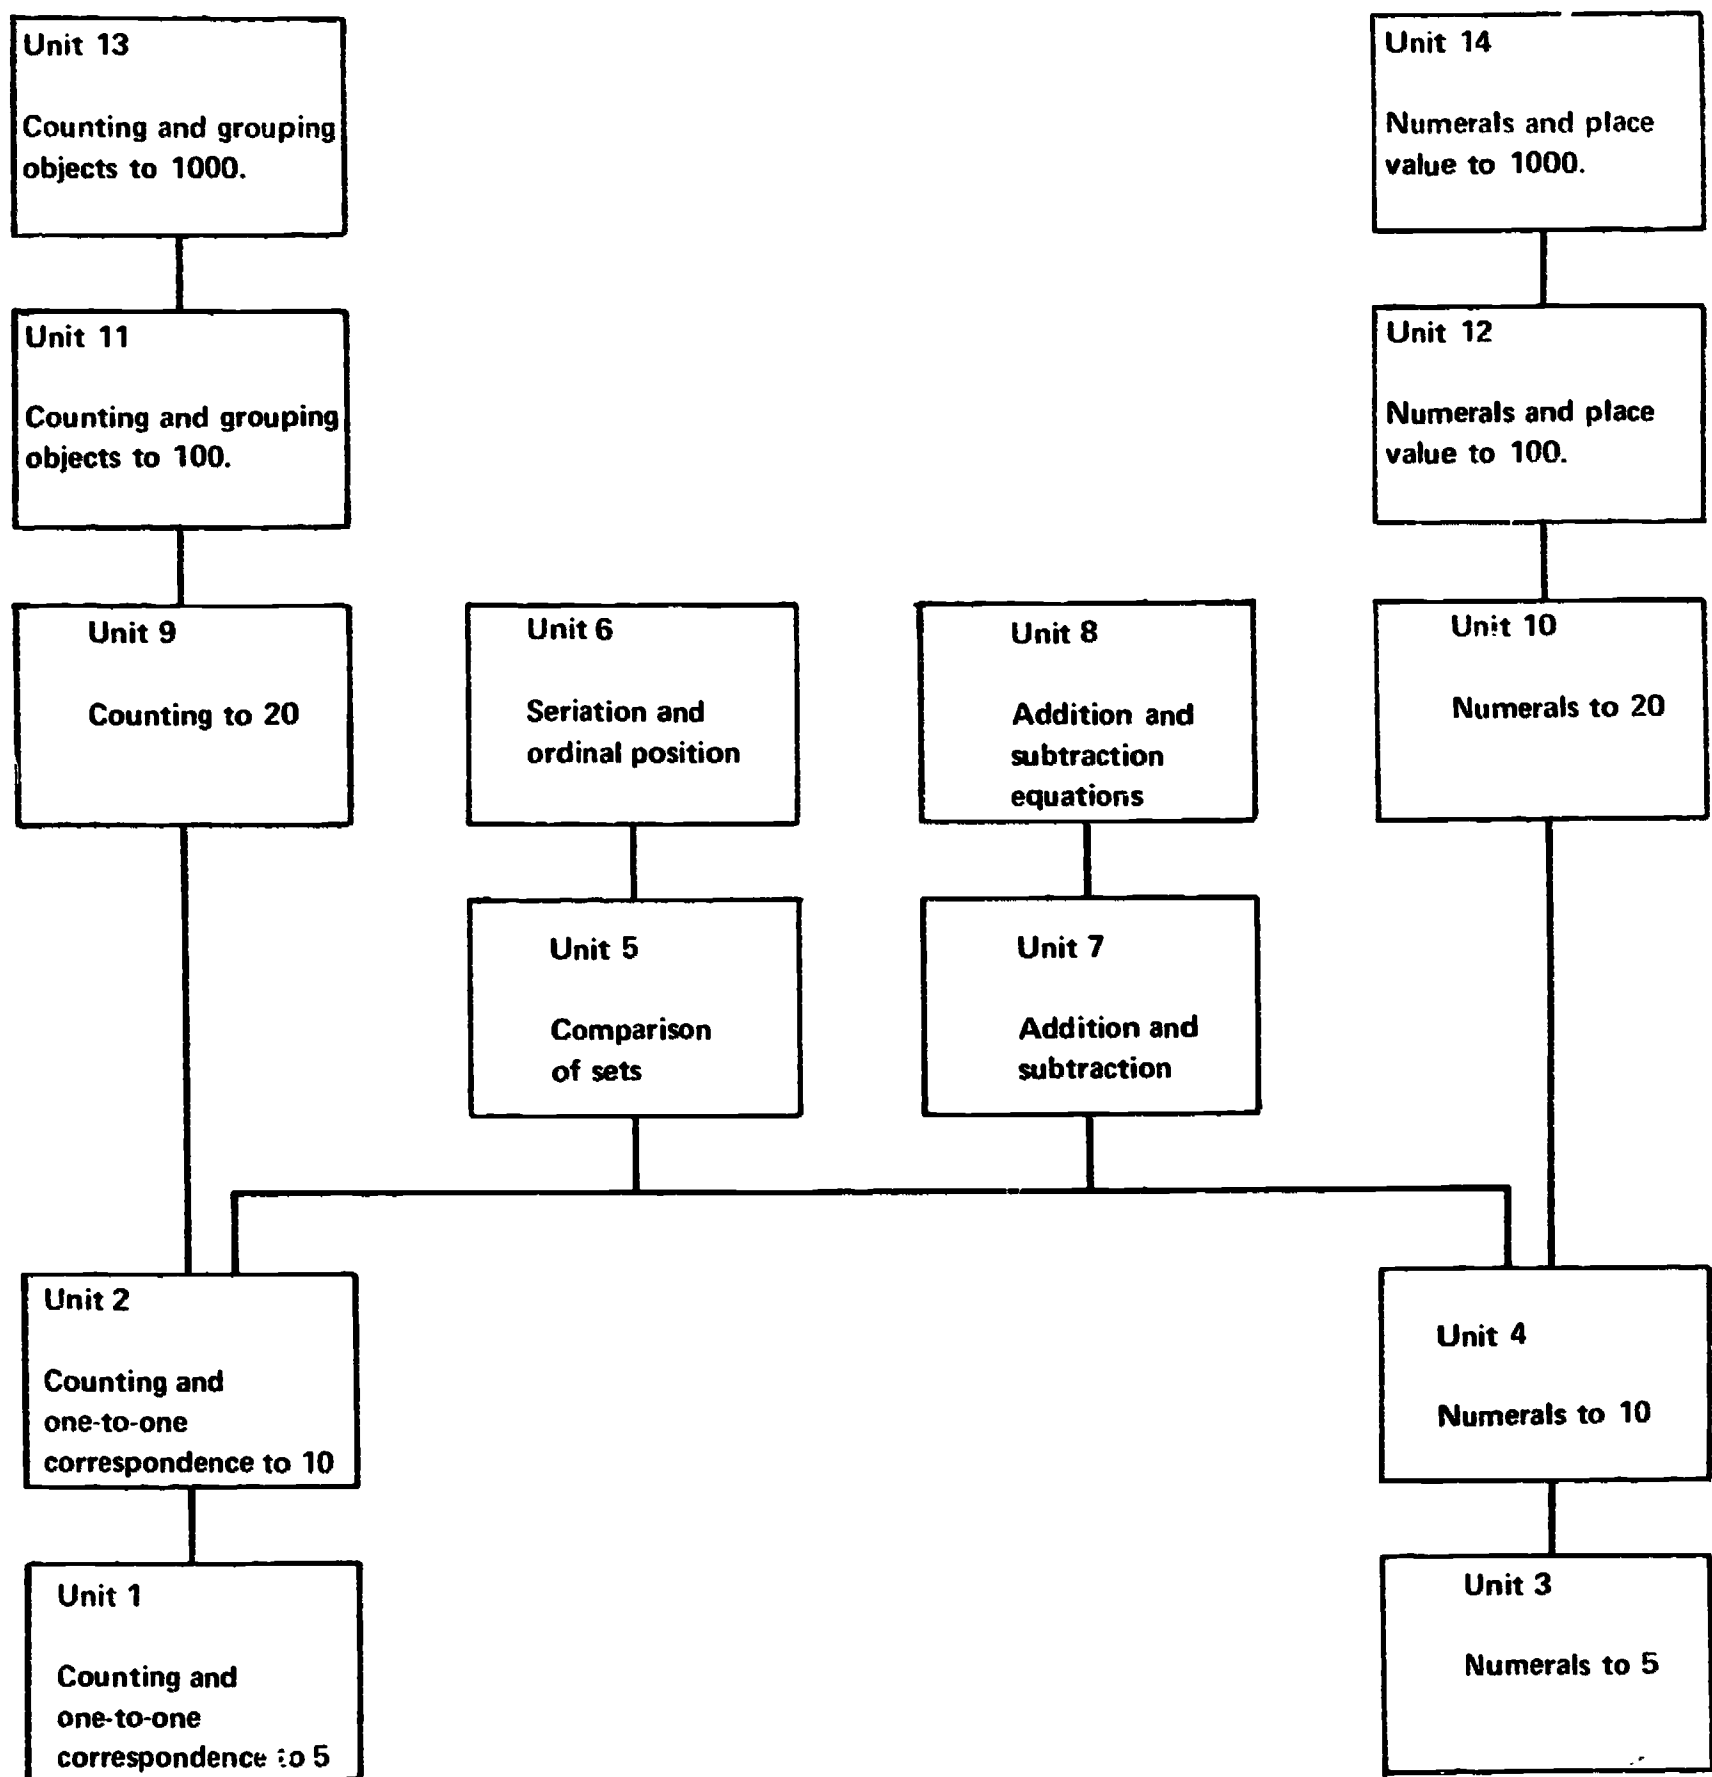 Unit 13
Counting and grouping
objects to 1000.
Unit 14
Numerals and place
value to 1000.
Unit 11
Counting and grouping
objects to 100.
Unit 12
Numerals and place
value to 100.
Unit 9
Counting to 20
Unit 6
Seriation and
ordinal position
Unit 8
Addition and
subtraction
equations
Unit 10
Numerals to 20
Unit 5
Comparison
of sets
Unit 7
Addition and
subtraction
Unit 2
Counting and
one-to-one
correspondence to 10
Unit 4
Numerals to 10
Unit 1
Counting and
one-to-one
correspondence to 5
Unit 3
Numerals to 5